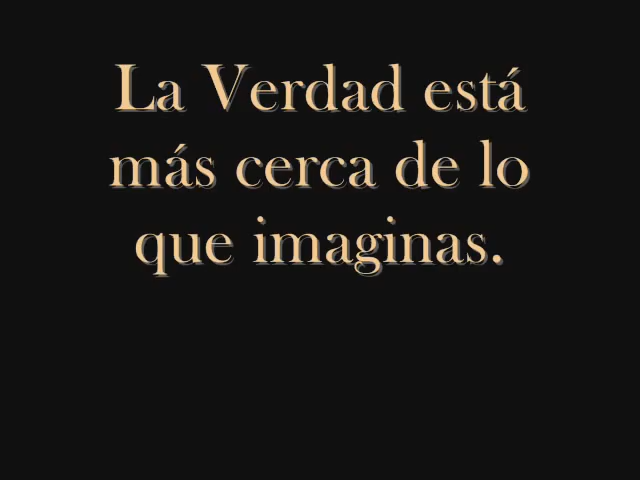 La Verdad está
más cerca de lo
que imaginas.